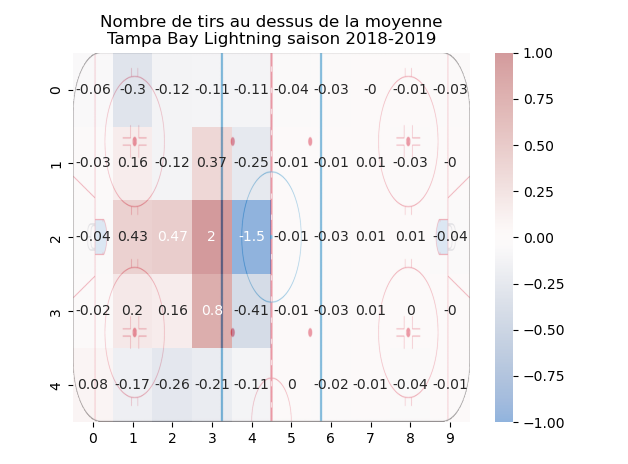 Nombre de tirs au dessus de la moyenne
Tampa Bay Lightning saison 2018-2019
0 -0.06 -0.3 -0.12 -0.11 -0.11 -0.04 -0.03 -0 -0.01 -0.03
1 -0.03 0.16 -0.12 0.37 -0.25 -0.01 -0.01 0.01 -0.03 -0
2 -0.04 0.43 0.47 2 -1.5 -0.01 -0.03 0.01 0.01 -0.04
3 -0.02 0.2 0.16 0.8 -0.41 -0.01 -0.03 0.01 0 -0
4 0.08 -0.17 -0.26 -0.21 -0.11 0 -0.02 -0.01 -0.04 -0.01
0 1 2 3 4 5 6 7 8 9
1.00
0.75
0.50
0.25
0.00
−0.25
−0.50
−0.75
−1.00